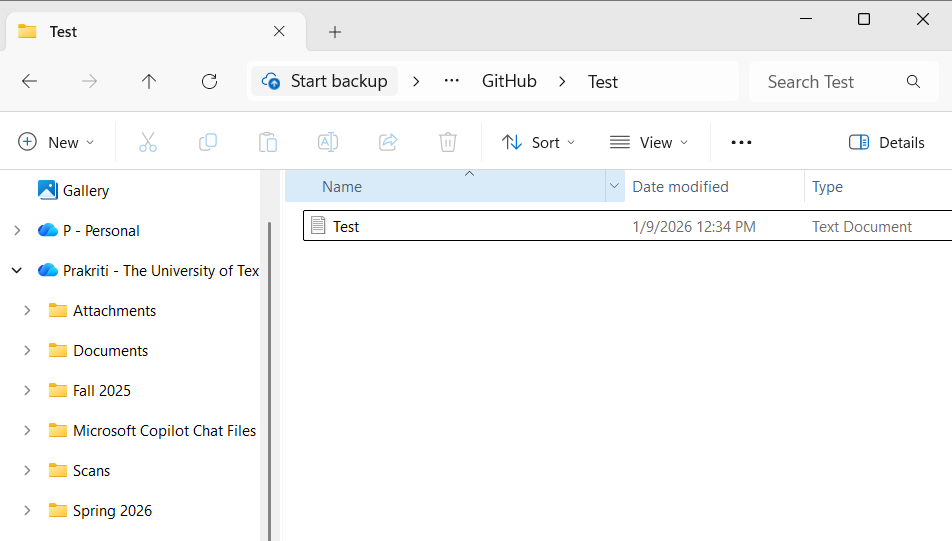 Test
Start backup
GitHub
Test
Search Test
New
Sort
View
Details
Gallery
P - Personal
Prakriti - The University of Tex
Attachments
Documents
Fall 2025
Microsoft Copilot Chat Files
Scans
Spring 2026
Name Date modified Type
Test 1/9/2026 12:34 PM Text Document